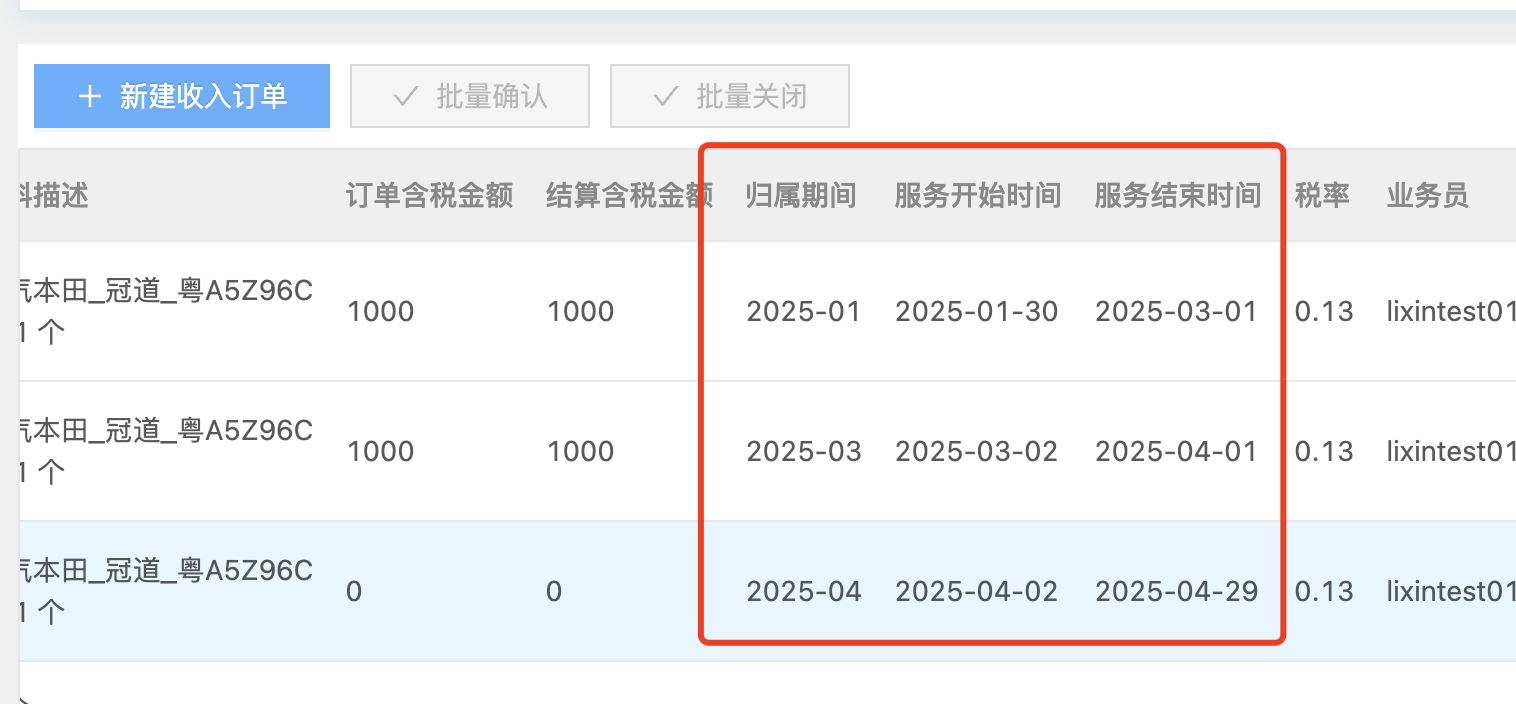 新建收入订单 批量确认 批量关闭
描述 订单含税金额 结算含税金额 归属期间 服务开始时间 服务结束时间 税率 业务员
本田_冠道_粤A5Z96C
1 个
1000 1000 2025-01 2025-01-30 2025-03-01 0.13 lixintest01
本田_冠道_粤A5Z96C
1 个
1000 1000 2025-03 2025-03-02 2025-04-01 0.13 lixintest01
本田_冠道_粤A5Z96C
1 个
0 0 2025-04 2025-04-02 2025-04-29 0.13 lixintest01